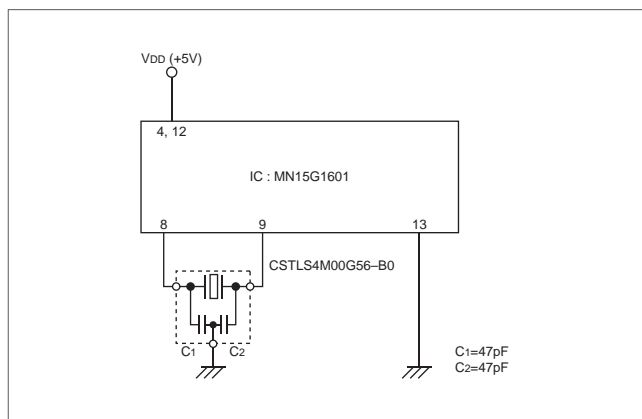 VDD (+5V)
4, 12
IC : MN15G1601
8 9 13
CSTLS4M00G56–B0
C1 C2
C1=47pF
C2=47pF